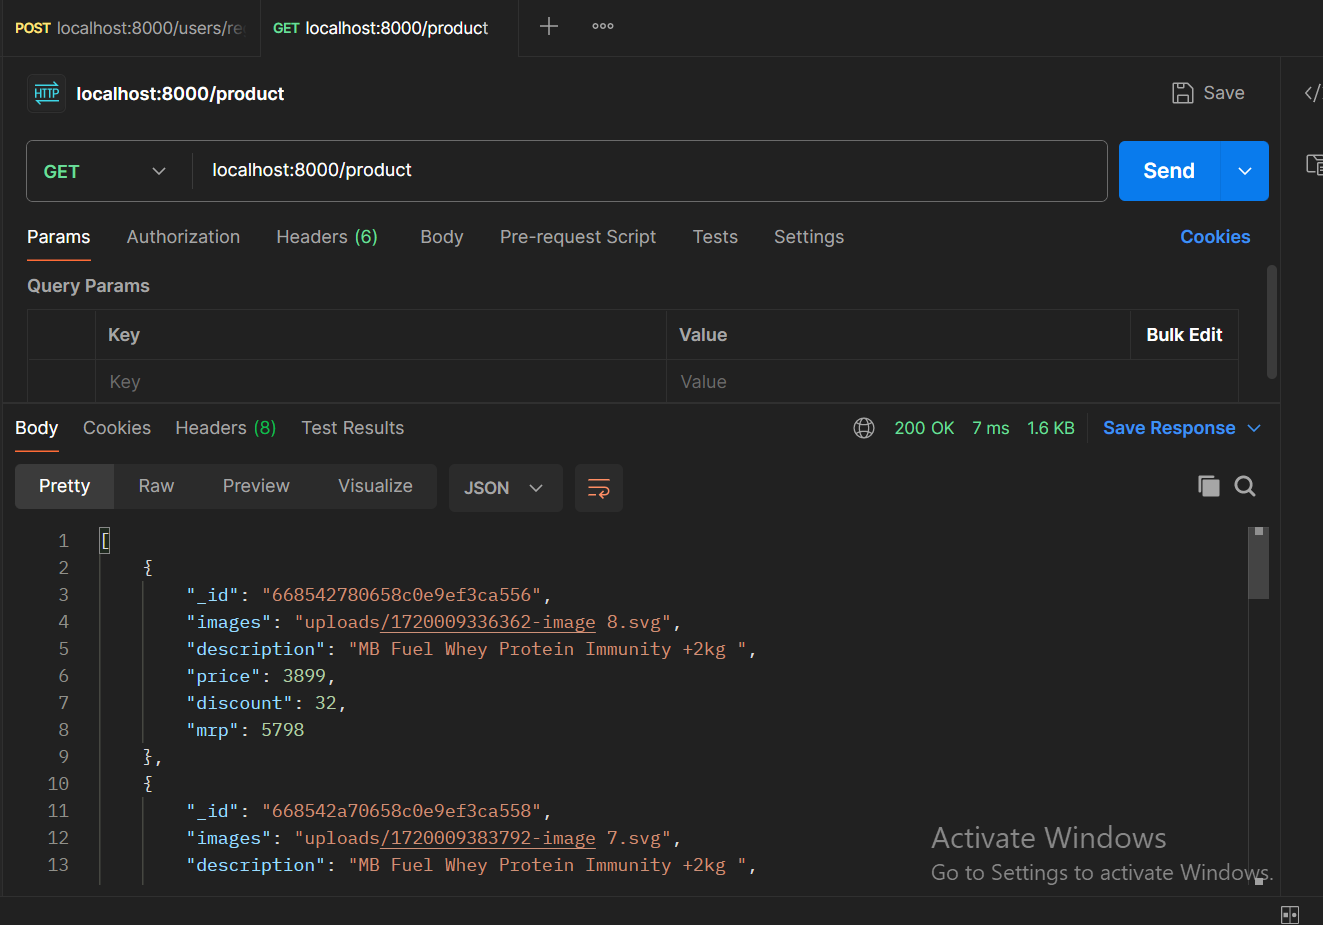 POST localhost:8000/users/re
GET localhost:8000/product
HTTP localhost:8000/product
Save
GET
localhost:8000/product
Send
Params Authorization Headers (6) Body Pre-request Script Tests Settings Cookies
Query Params
Key Value Bulk Edit
Key Value
Body Cookies Headers (8) Test Results 200 OK 7 ms 1.6 KB Save Response
Pretty Raw Preview Visualize JSON
1 [
2 {
3 "_id": "668542780658c0e9ef3ca556",
4 "images": "uploads/1720009336362-image 8.svg",
5 "description": "MB Fuel Whey Protein Immunity +2kg ",
6 "price": 3899,
7 "discount": 32,
8 "mrp": 5798
9 },
10 {
11 "_id": "668542a70658c0e9ef3ca558",
12 "images": "uploads/1720009383792-image 7.svg",
13 "description": "MB Fuel Whey Protein Immunity +2kg ",
Activate Windows
Go to Settings to activate Windows.